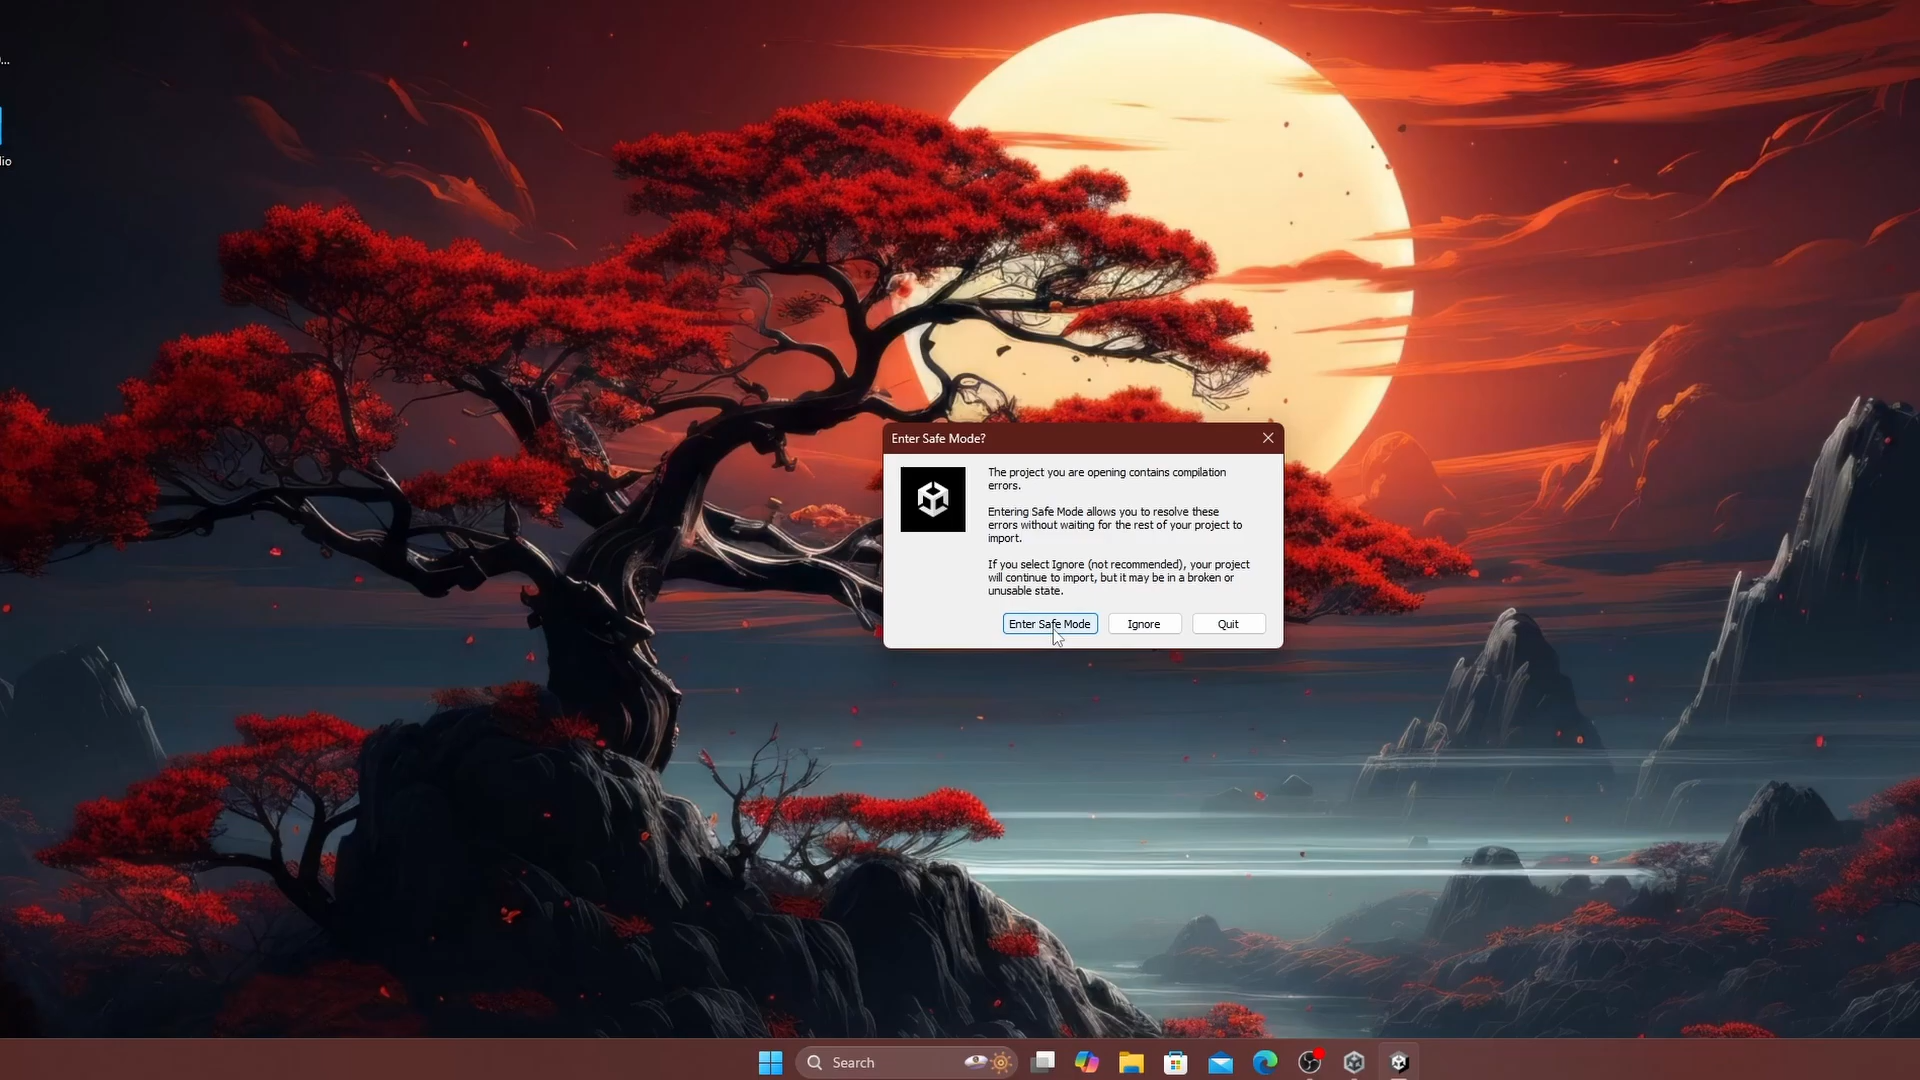 ...
lio
Enter Safe Mode?
The project you are opening contains compilation
errors.
Entering Safe Mode allows you to resolve these
errors without waiting for the rest of your project to
import.
If you select Ignore (not recommended), your project
will continue to import, but it may be in a broken or
unusable state.
Enter Safe Mode
Ignore
Quit
Search